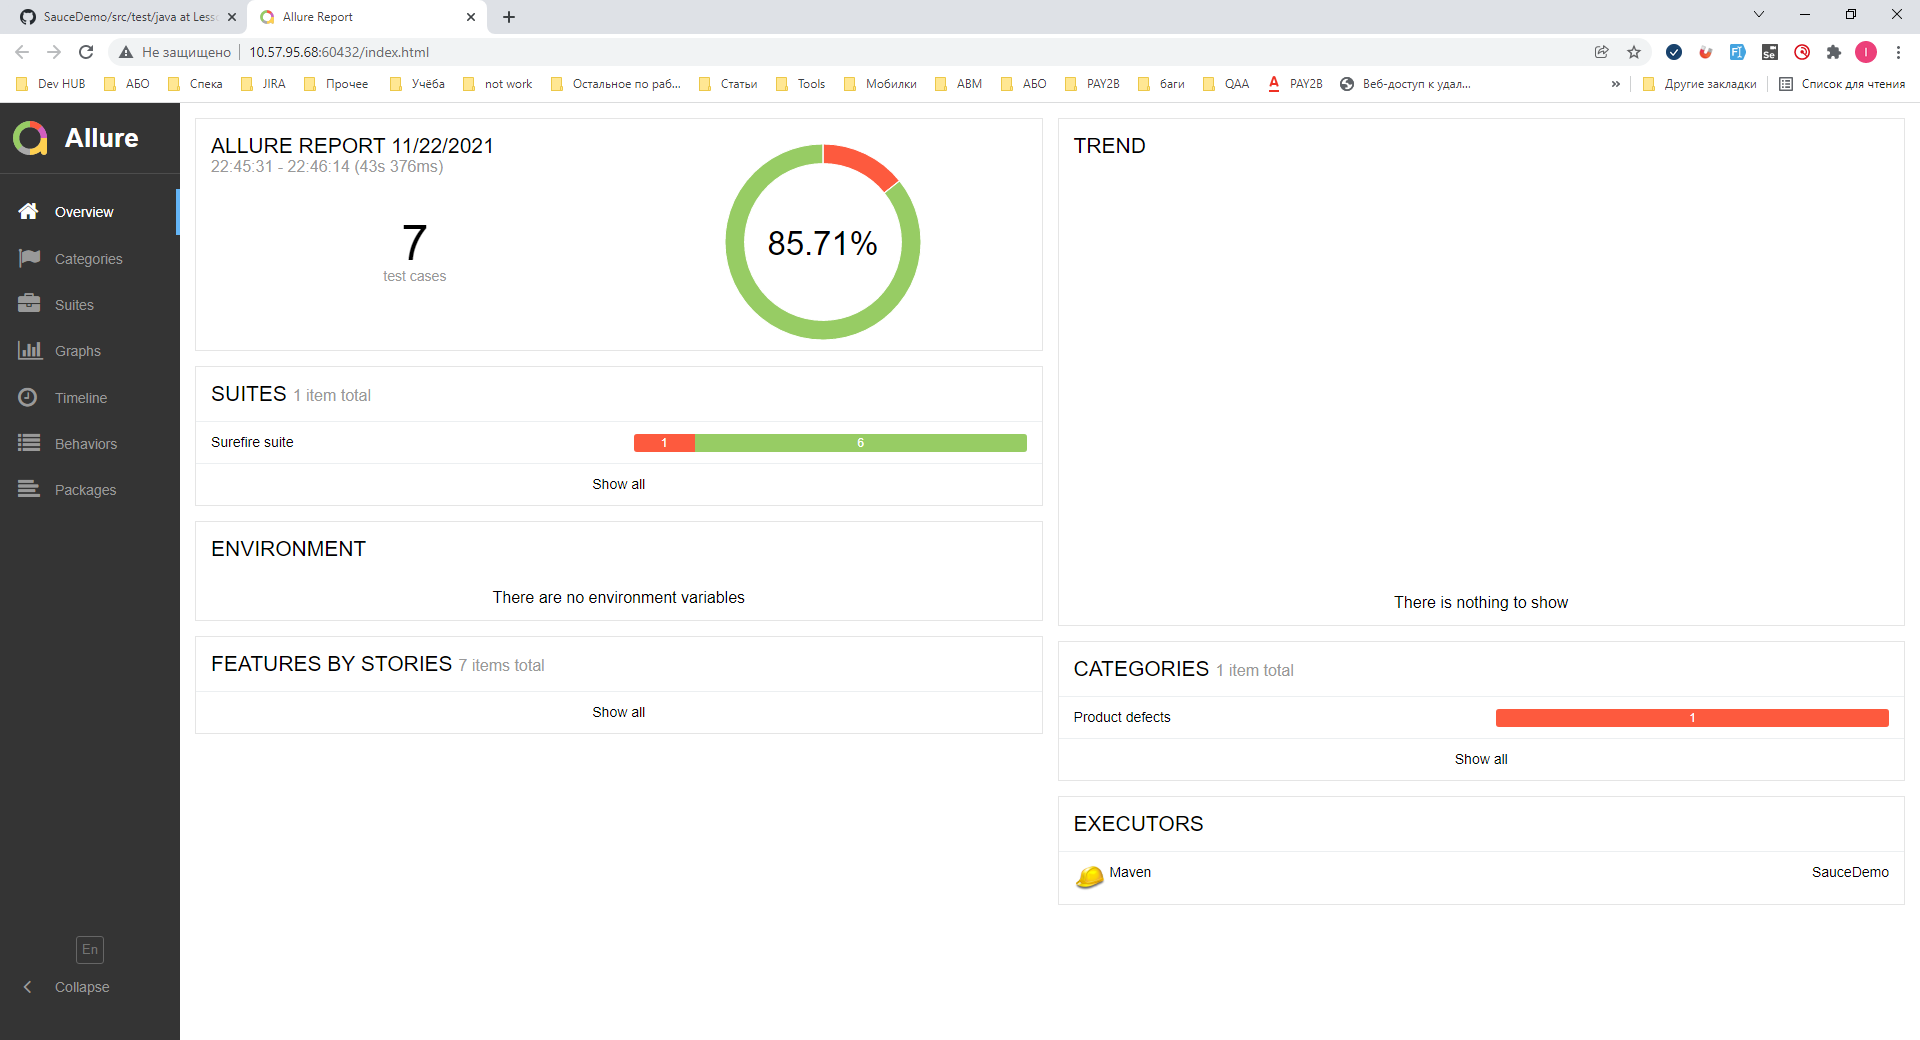 SauceDemo/src/test/java at Less
Allure Report
Не защищено
10.57.95.68:60432/index.html
Dev HUB
АБО
Спека
JIRA
Прочее
Учёба
not work
Остальное по раб...
Статьи
Tools
Мобилки
АВМ
АБО
PAY2B
баги
QAA
A
PAY2B
Веб-доступ к удал...
»
Другие закладки
Список для чтения
Se
I
Allure
Overview
Categories
Suites
Graphs
Timeline
Behaviors
Packages
En
Collapse
ALLURE REPORT 11/22/2021
22:45:31 - 22:46:14 (43s 376ms)
7
test cases
85.71%
SUITES 1 item total
Surefire suite
1
6
Show all
ENVIRONMENT
There are no environment variables
FEATURES BY STORIES 7 items total
Show all
TREND
There is nothing to show
CATEGORIES 1 item total
Product defects
1
Show all
EXECUTORS
Maven
SauceDemo